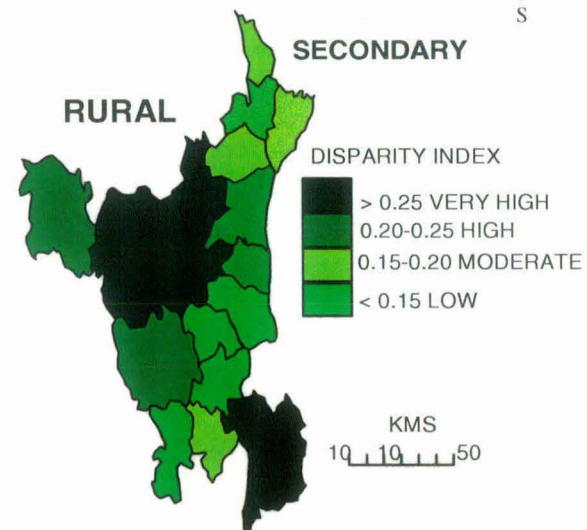 S
SECONDARY
RURAL
DISPARITY INDEX
> 0.25 VERY HIGH
0.20-0.25 HIGH
0.15-0.20 MODERATE
< 0.15 LOW
KMS
10 10 50